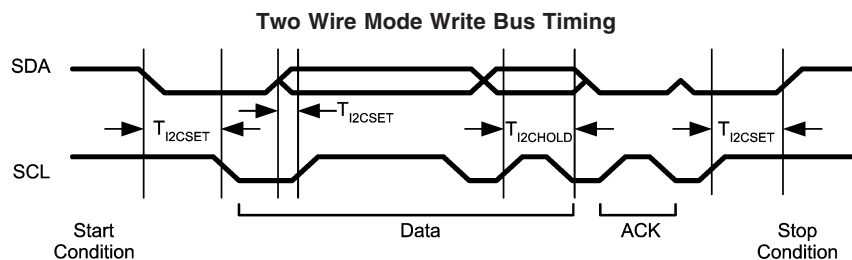 Two Wire Mode Write Bus Timing
SDA
T_I2CSET
T_I2CSET
T_I2CHOLD
T_I2CSET
SCL
Start
Condition
Data
ACK
Stop
Condition